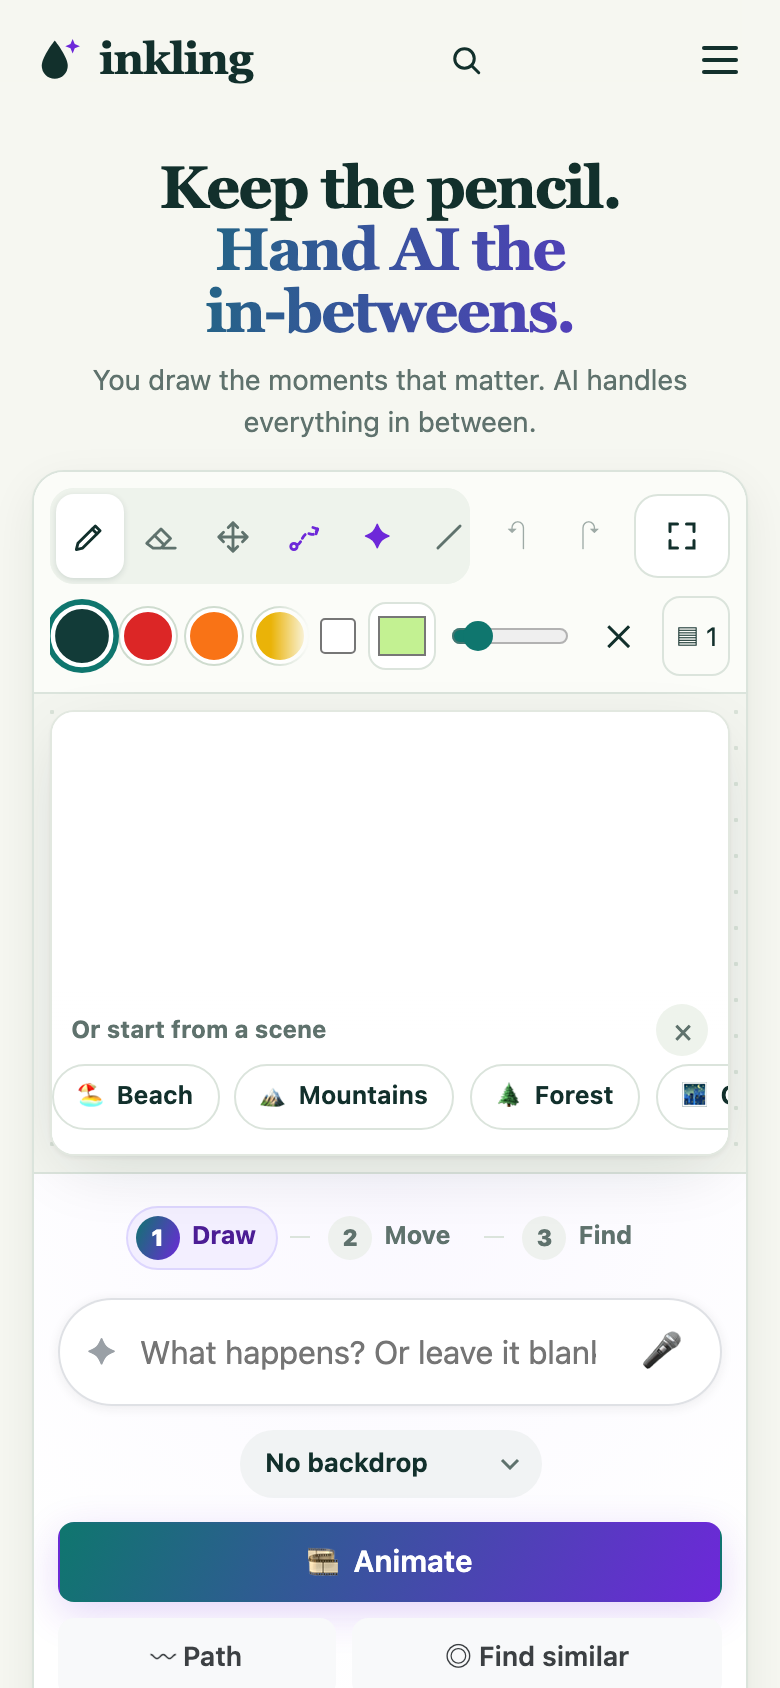 inkling
Keep the pencil.
Hand AI the
in-betweens.
You draw the moments that matter. AI handles
everything in between.
1
Or start from a scene
Beach Mountains Forest
1 Draw 2 Move 3 Find
What happens? Or leave it blank
No backdrop
Animate
Path Find similar